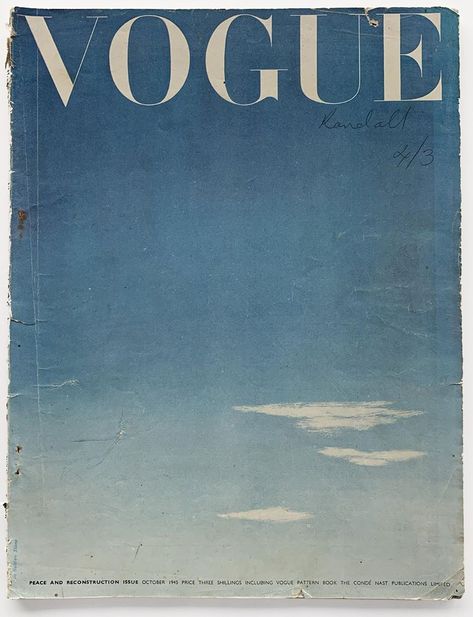 VOGUE
Randall
4/3
PEACE AND RECONSTRUCTION ISSUE OCTOBER 1945 PRICE THREE SHILLINGS INCLUDING VOGUE PATTERN BOOK THE CONDÉ NAST PUBLICATIONS LIMITED